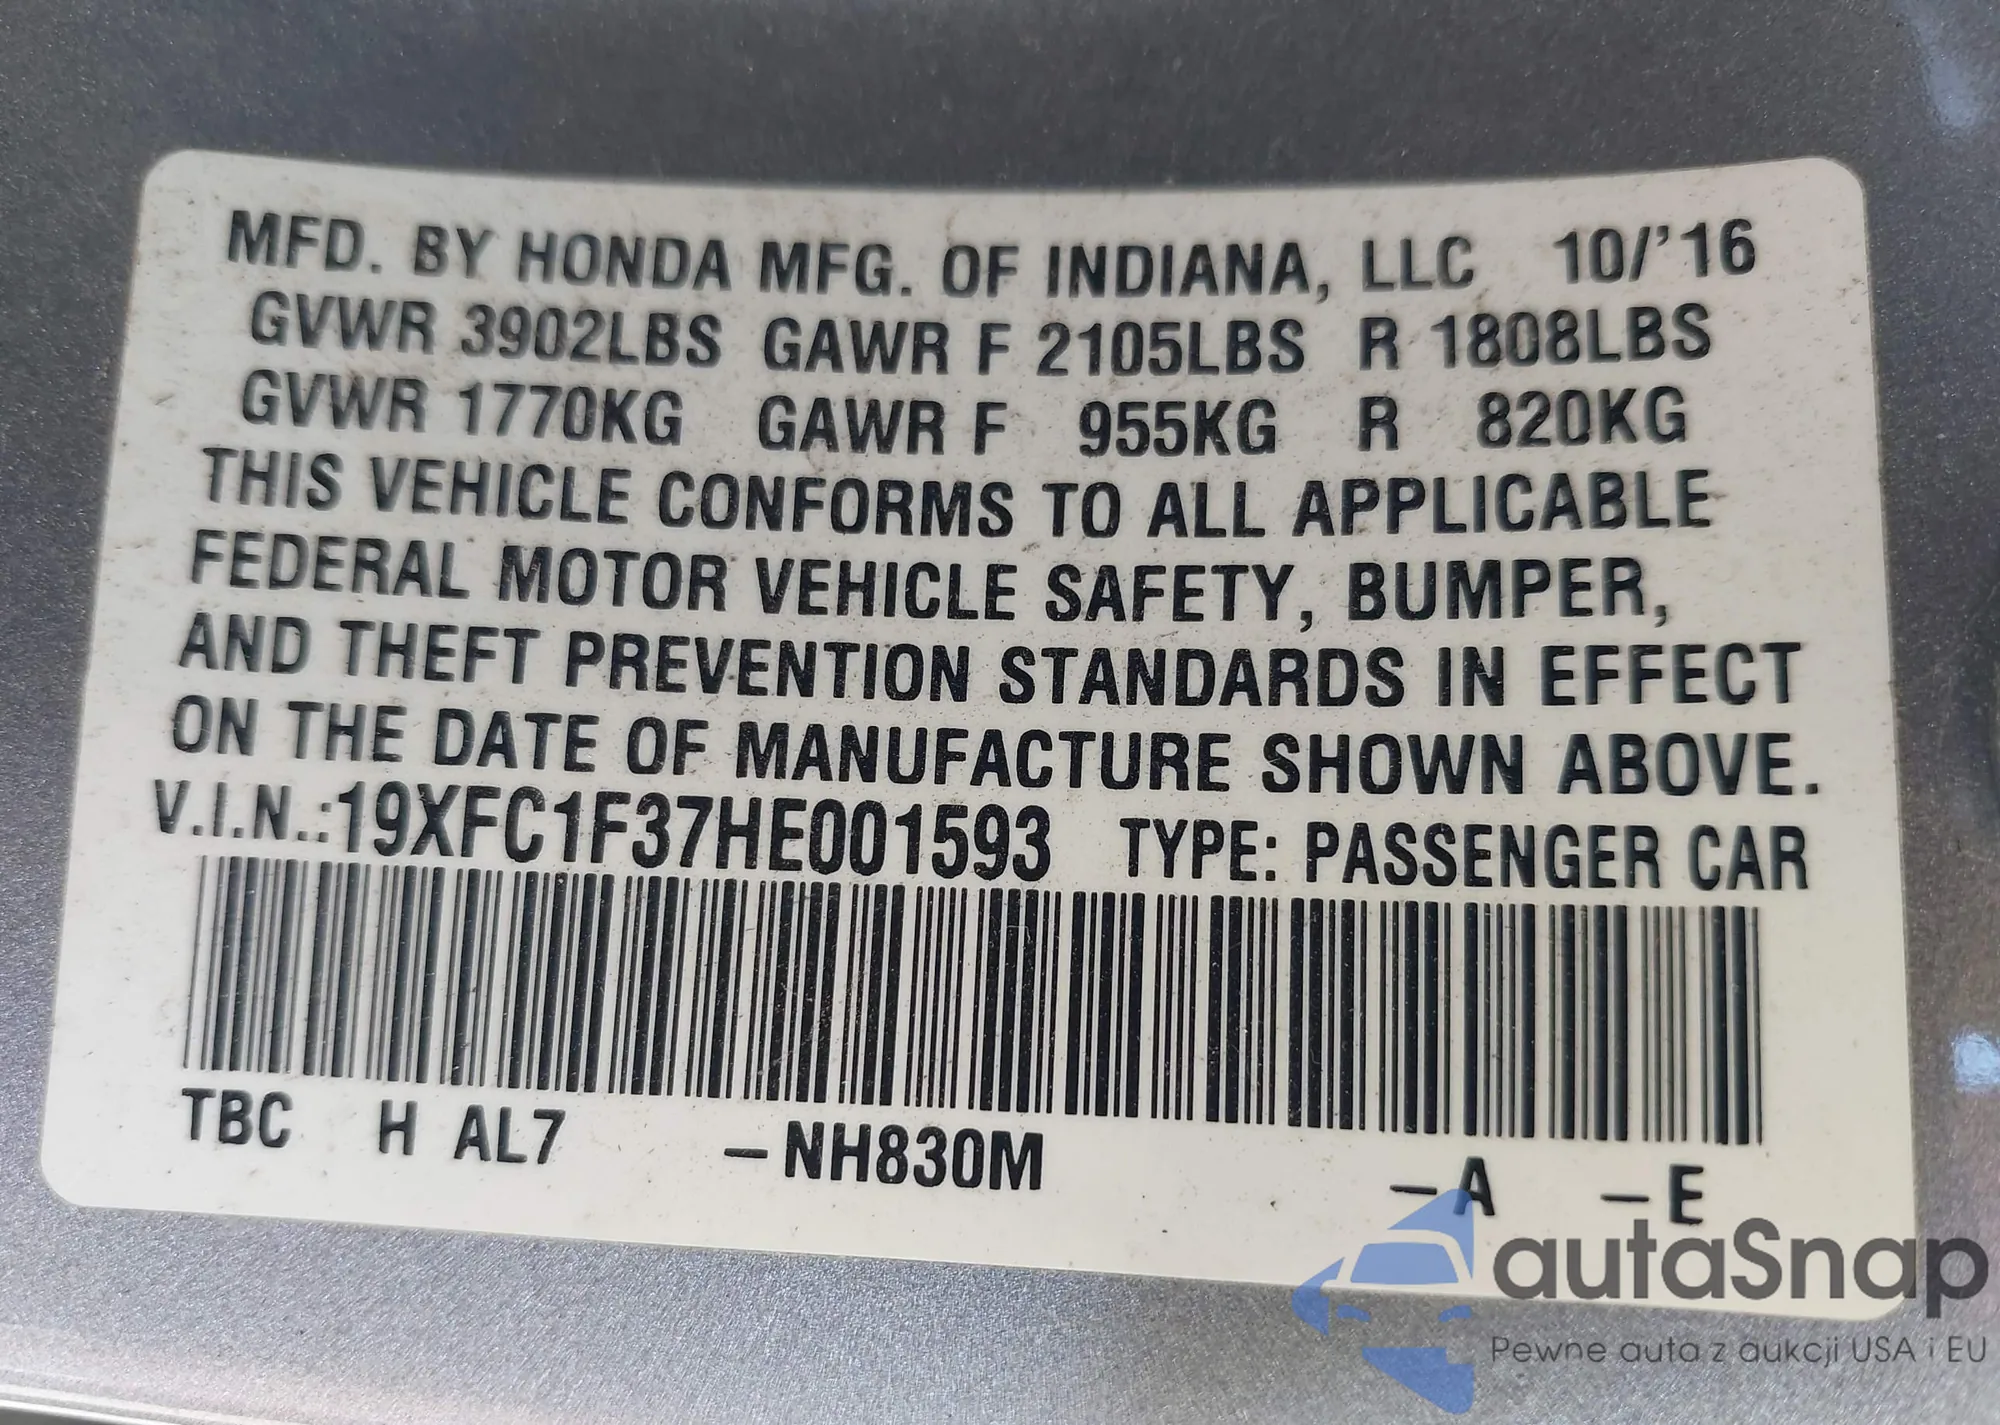 MFD. BY HONDA MFG. OF INDIANA, LLC 10/'16
GVWR 3902LBS GAWR F 2105LBS R 1808LBS
GVWR 1770KG GAWR F 955KG R 820KG
THIS VEHICLE CONFORMS TO ALL APPLICABLE
FEDERAL MOTOR VEHICLE SAFETY, BUMPER,
AND THEFT PREVENTION STANDARDS IN EFFECT
ON THE DATE OF MANUFACTURE SHOWN ABOVE.
V.I.N.:19XFC1F37HE001593 TYPE: PASSENGER CAR
TBC H AL7 –NH830M –A –E
autaSnap
Pewne auta z aukcji USA i EU